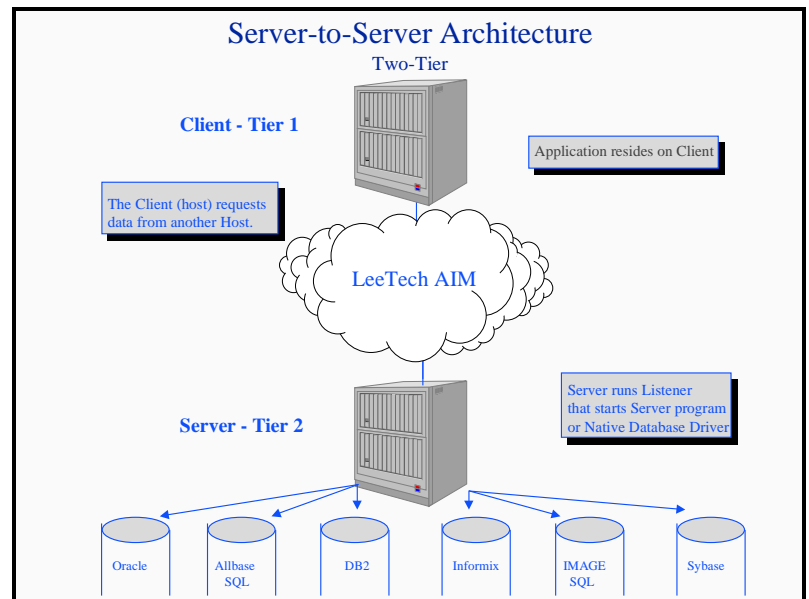 Server-to-Server Architecture
Two-Tier
Client - Tier 1
Application resides on Client
The Client (host) requests
data from another Host.
LeeTech AIM
Server runs Listener
that starts Server program
or Native Database Driver
Server - Tier 2
Oracle
Allbase
SQL
DB2
Informix
IMAGE
SQL
Sybase